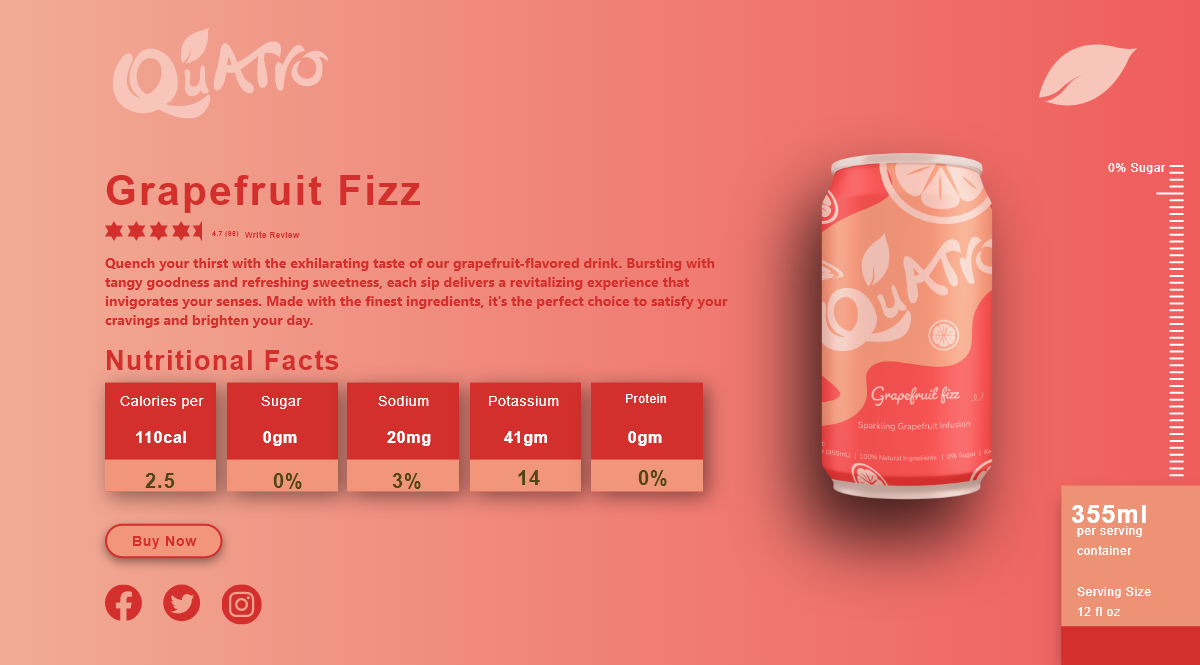 QuATro
0% Sugar
Grapefruit Fizz
4.7 (96) Write Review
Quench your thirst with the exhilarating taste of our grapefruit-flavored drink. Bursting with
tangy goodness and refreshing sweetness, each sip delivers a revitalizing experience that
invigorates your senses. Made with the finest ingredients, it's the perfect choice to satisfy your
cravings and brighten your day.
Nutritional Facts
Calories per
110cal
2.5
Sugar
0gm
0%
Sodium
20mg
3%
Potassium
41gm
14
Protein
0gm
0%
Buy Now
QuATro
Grapefruit fizz
Sparkling Grapefruit Infusion
(355mL) | 100% Natural Ingredients | 0% Sugar |
355ml
per serving
container
Serving Size
12 fl oz